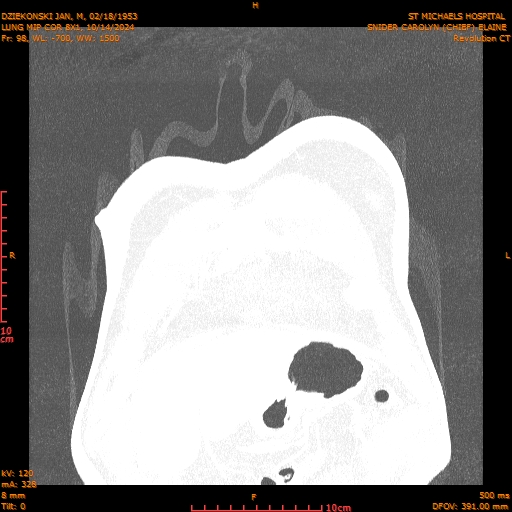 H
DZIEKONSKI JAN, M, 02/18/1953
ST MICHAELS HOSPITAL
LUNG MIP COR 8X1, 10/14/2024
SNIDER CAROLYN (CHIEF) ELAINE
Fr: 98, WL: -700, WW: 1500
Revolution CT
R
L
10
cm
kV: 120
mA: 328
8 mm
Tilt: 0
F
10cm
500 ms
DFOV: 391.00 mm